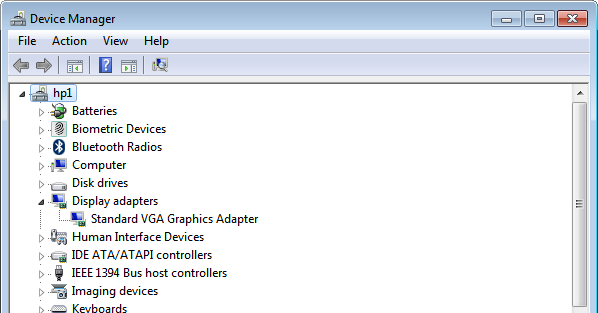 Device Manager
File Action View Help
hp1
Batteries
Biometric Devices
Bluetooth Radios
Computer
Disk drives
Display adapters
Standard VGA Graphics Adapter
Human Interface Devices
IDE ATA/ATAPI controllers
IEEE 1394 Bus host controllers
Imaging devices
Keyboards